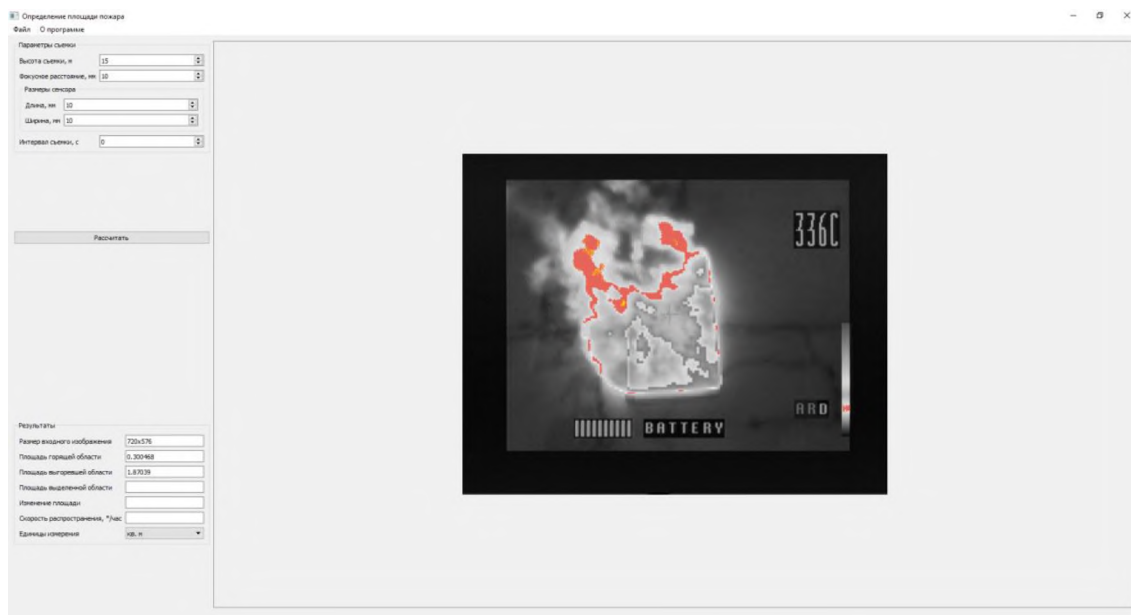 Определение площади пожара
Файл О программе
Параметры съемки
Высота съемки, м 15
Фокусное расстояние, мм 10
Размеры сенсора
Длина, мм 10
Ширина, мм 10
Интервал съемки, с 0
Рассчитать
336C
ARD
BATTERY
Результаты
Размер входного изображения 720x576
Площадь горящей области 0.300468
Площадь выгоревшей области 1.87039
Площадь выделенной области
Изменение площади
Скорость распространения, */час
Единицы измерения кв. м